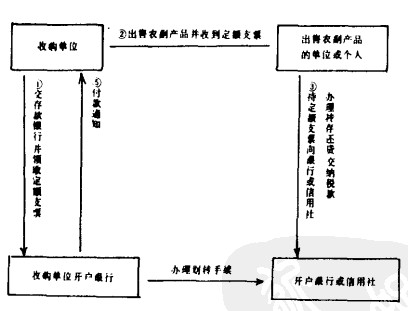 收购单位
②出售农副产品并收到定额支票
出售农副产品
的单位或个人
①交存款银行并领取定额支票
⑤付款通知
③持定额支票向银行或信用社
办理转存还贷交纳税款
收购单位开户银行
办理划转手续
开户银行或信用社